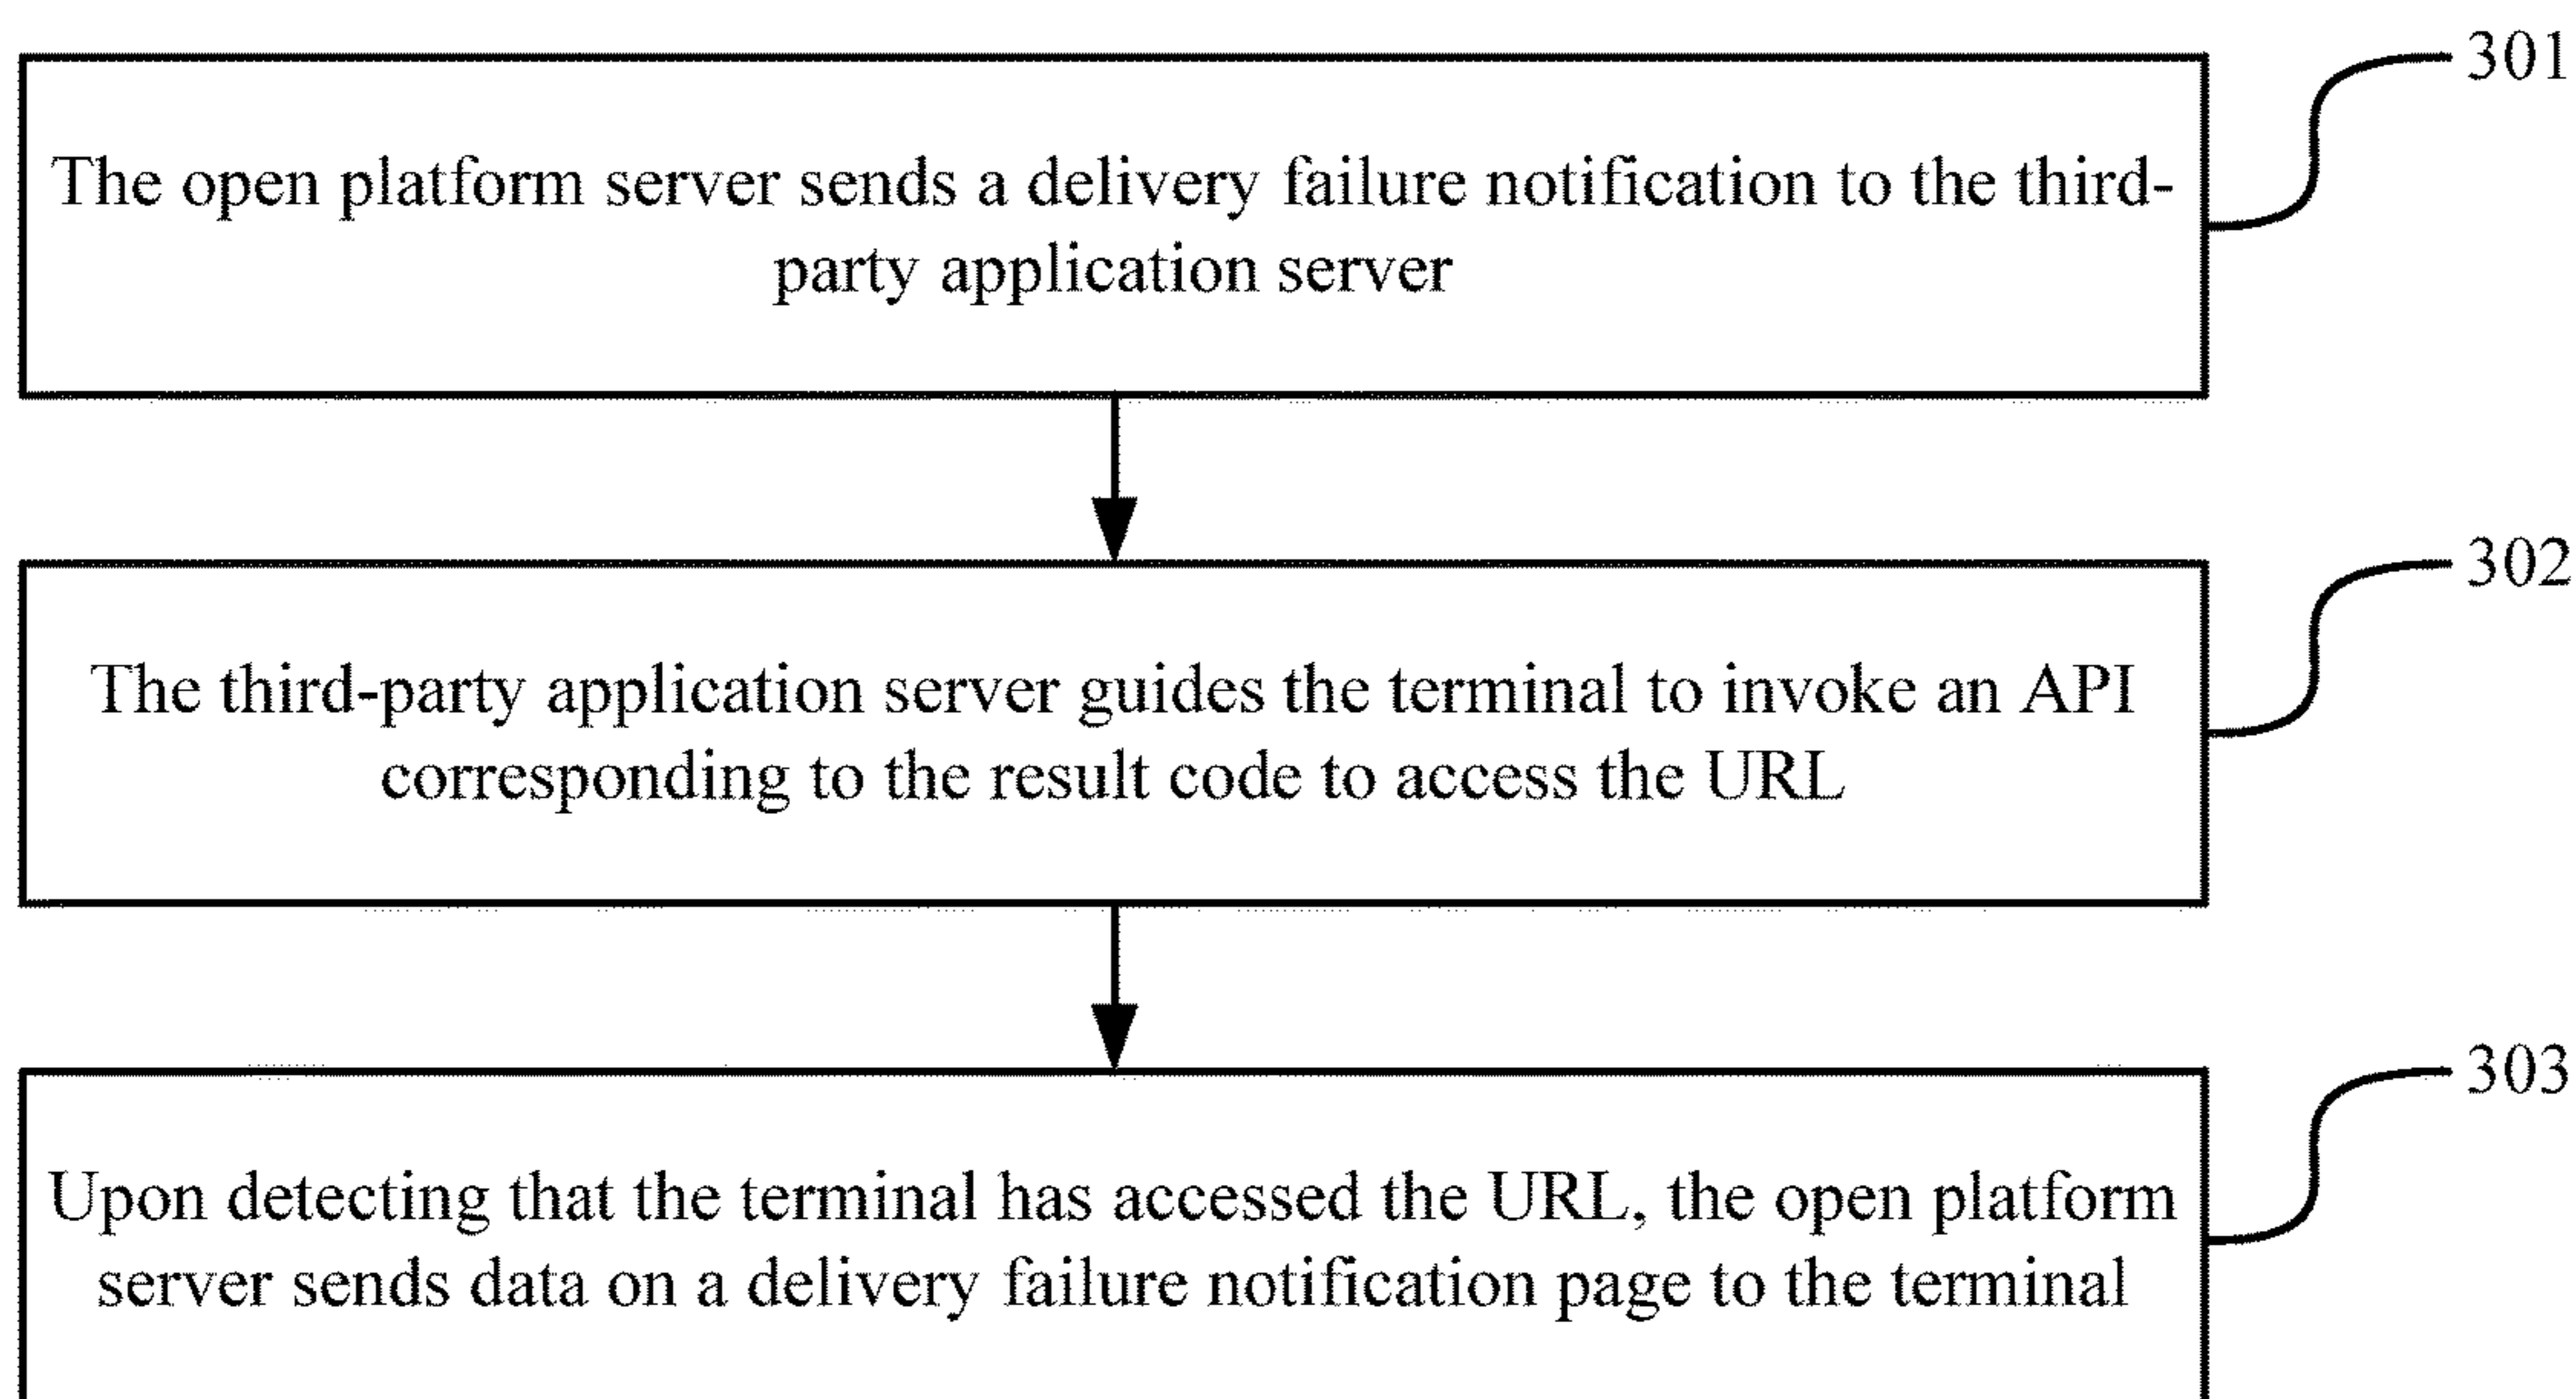 301
The open platform server sends a delivery failure notification to the third-
party application server
302
The third-party application server guides the terminal to invoke an API
corresponding to the result code to access the URL
303
Upon detecting that the terminal has accessed the URL, the open platform
server sends data on a delivery failure notification page to the terminal